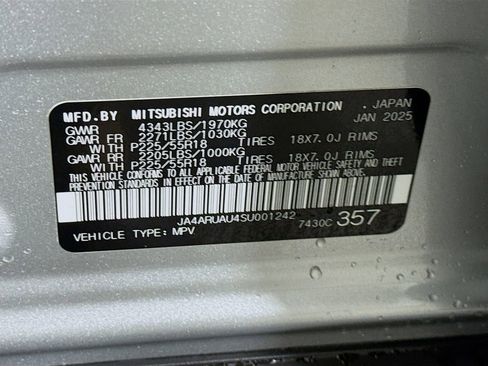 MFD.BY MITSUBISHI MOTORS CORPORATION , JAPAN
GVWR 4343LBS/1970KG JAN 2025
GAWR FR 2271LBS/1030KG
WITH P225/55R18 TIRES 18X7.0J RIMS
GAWR RR 2205LBS/1000KG
WITH P225/55R18 TIRES 18X7.0J RIMS
THIS VEHICLE CONFORMS TO ALL APPLICABLE FEDERAL MOTOR VEHICLE SAFETY AND THEFT
PREVENTION STANDARDS IN EFFECT ON THE DATE OF MANUFACTURE SHOWN ABOVE.
JA4ARUAU4SU001242 7430C 357
VEHICLE TYPE: MPV